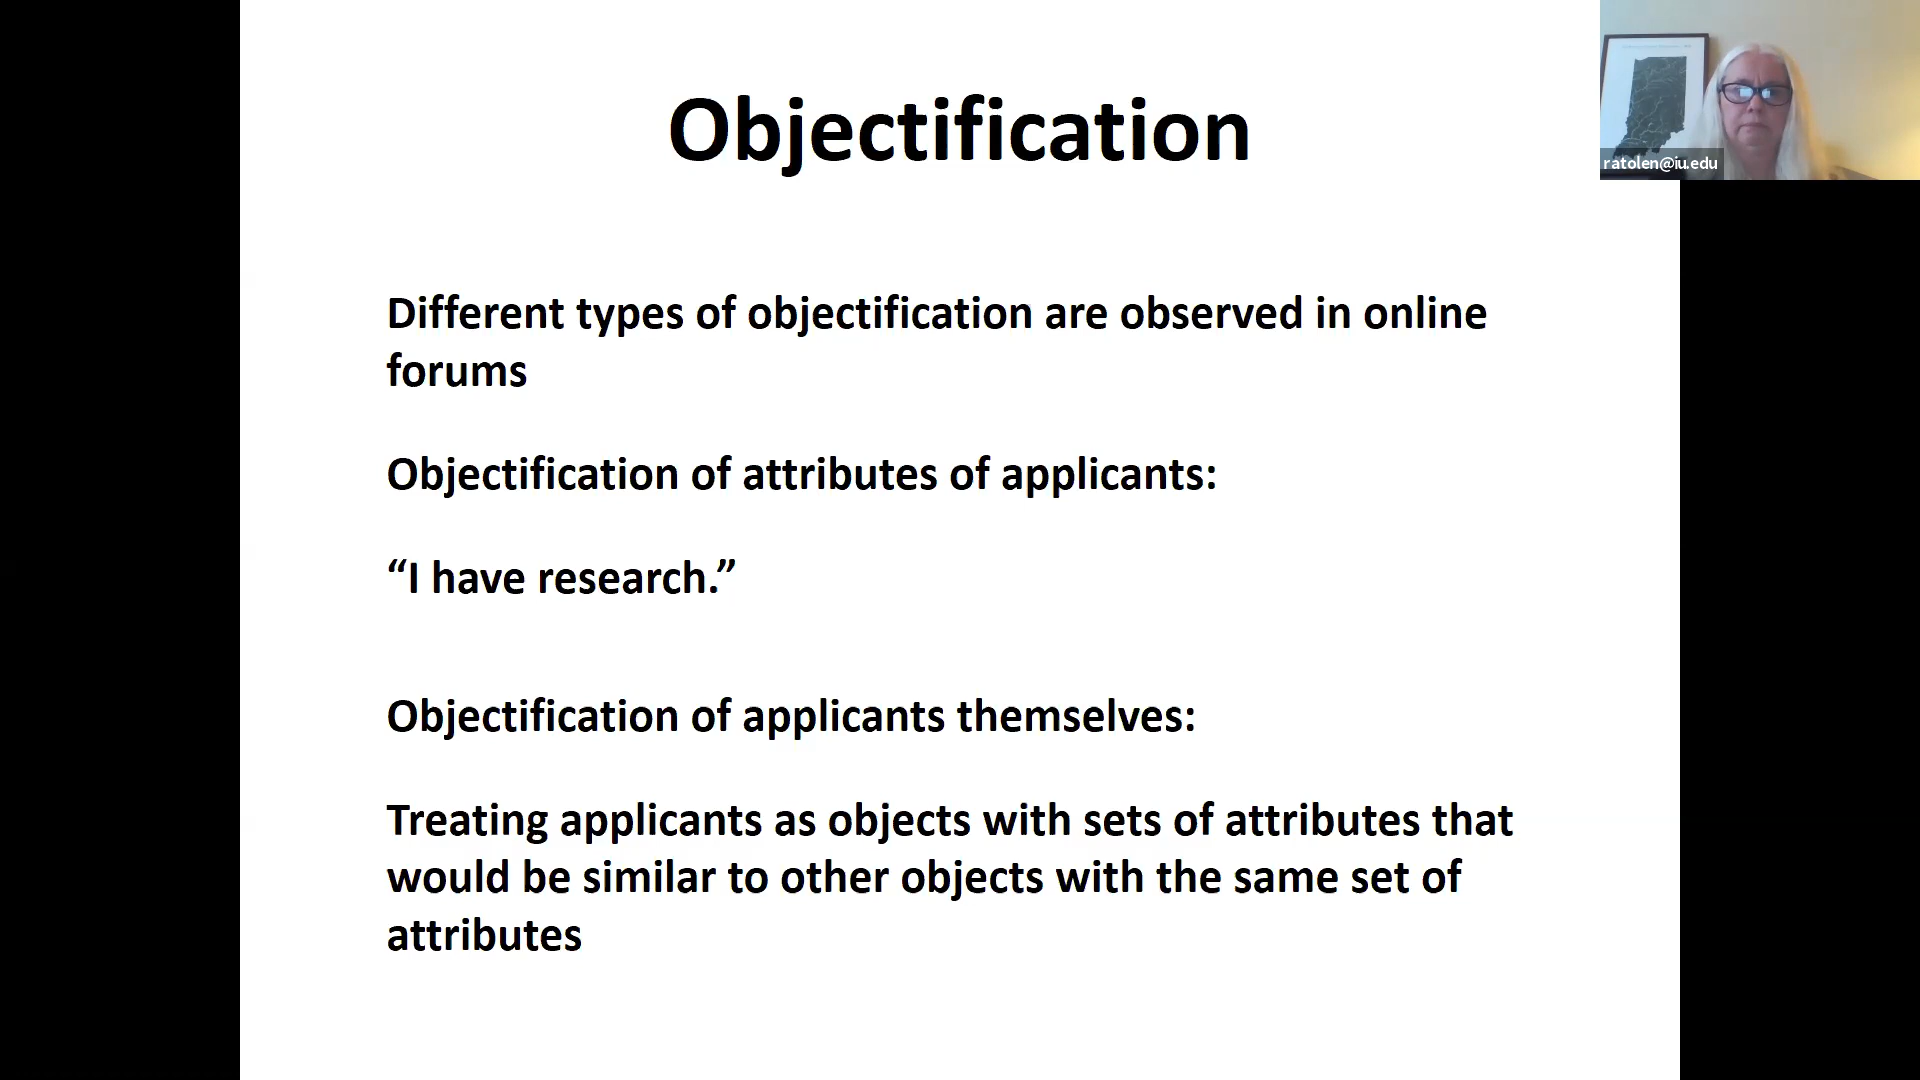 Objectification
ratolen@iu.edu
Different types of objectification are observed in online
forums
Objectification of attributes of applicants:
“I have research.”
Objectification of applicants themselves:
Treating applicants as objects with sets of attributes that
would be similar to other objects with the same set of
attributes